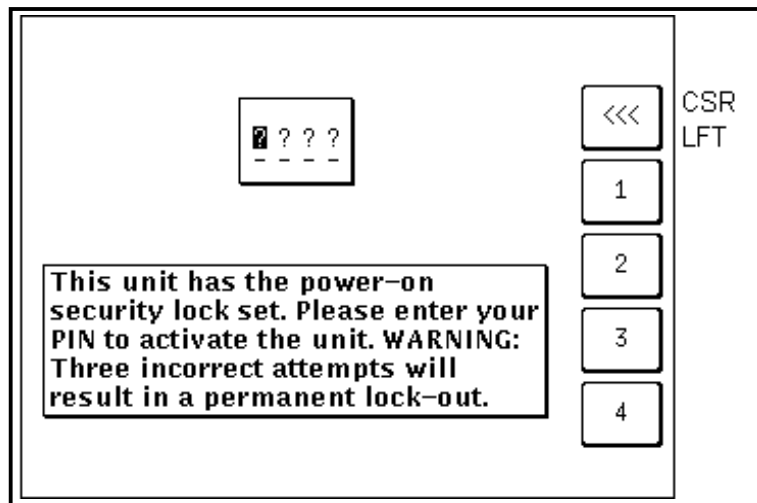 ? ? ? ?
<<<
CSR
LFT
1
2
3
4
This unit has the power-on
security lock set. Please enter your
PIN to activate the unit. WARNING:
Three incorrect attempts will
result in a permanent lock-out.